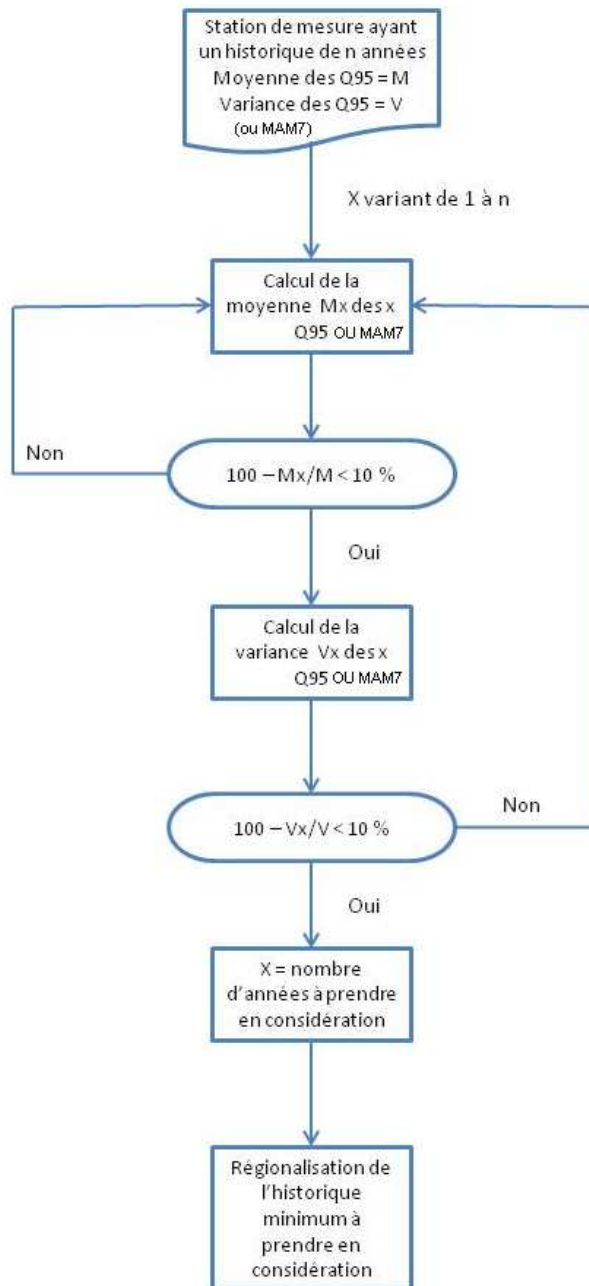 Station de mesure ayant
un historique de n années
Moyenne des Q95 = M
Variance des Q95 = V
(ou MAM7)
X variant de 1 à n
Calcul de la
moyenne Mx des x
Q95 OU MAM7
Non
100 – Mx/M < 10 %
Oui
Calcul de la
variance Vx des x
Q95 OU MAM7
100 – Vx/V < 10 %
Non
Oui
X = nombre
d'années à prendre
en considération
Régionalisation de
l'historique
minimum à
prendre en
considération